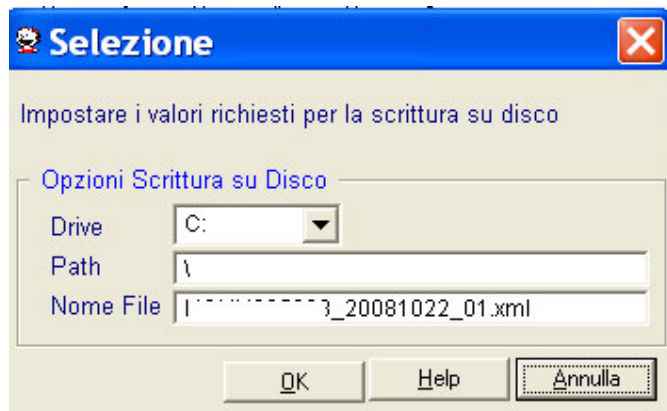 Selezione
Impostare i valori richiesti per la scrittura su disco
Opzioni Scrittura su Disco
Drive C:
Path \
Nome File _20081022_01.xml
OK Help Annulla